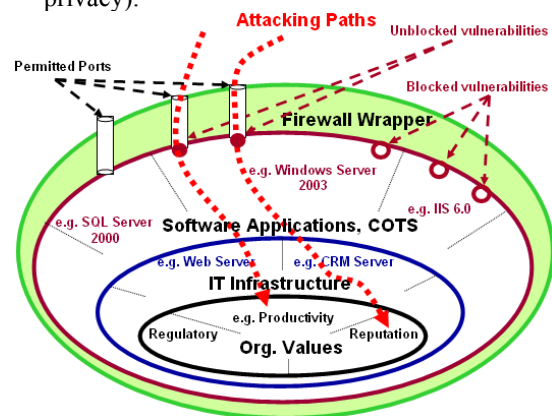 privacy).
Attacking Paths
Unblocked vulnerabilities
Permitted Ports
Blocked vulnerabilities
Firewall Wrapper
e.g. Windows Server
2003
e.g. IIS 6.0
e.g. SQL Server
2000
Software Applications, COTS
e.g. Web Server
e.g. CRM Server
IT Infrastructure
e.g. Productivity
Regulatory
Reputation
Org. Values